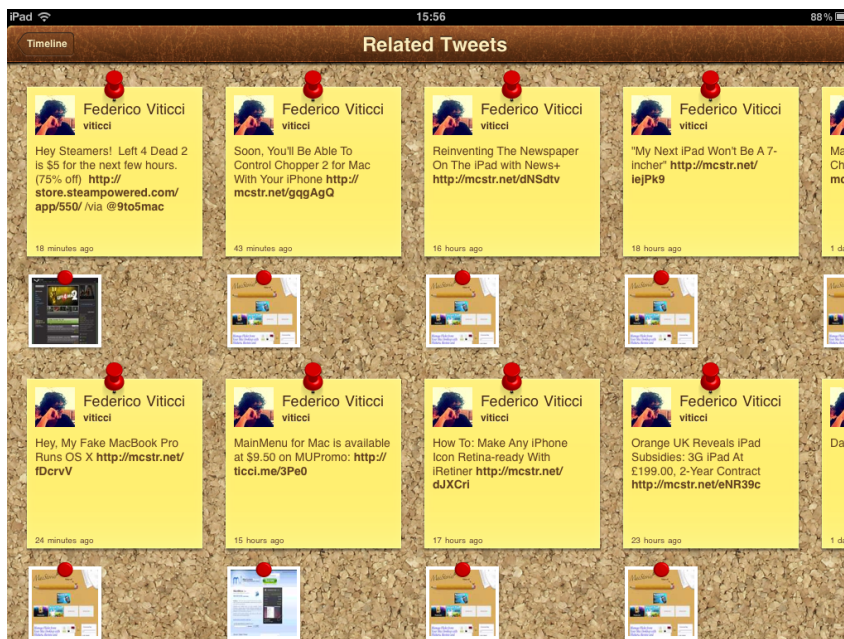 iPad 15:56 88%
Timeline Related Tweets
Federico Viticci
viticci
Hey Steamers! Left 4 Dead 2
is $5 for the next few hours.
(75% off) http://
store.steampowered.com/
app/550/ /via @9to5mac
18 minutes ago
Federico Viticci
viticci
Soon, You'll Be Able To
Control Chopper 2 for Mac
With Your iPhone http://
mcstr.net/gqgAgQ
43 minutes ago
Federico Viticci
viticci
Reinventing The Newspaper
On The iPad with News+
http://mcstr.net/dNSdtv
16 hours ago
Federico Viticci
viticci
"My Next iPad Won't Be A 7-
incher" http://mcstr.net/
iejPk9
18 hours ago
Federico Viticci
viticci
Hey, My Fake MacBook Pro
Runs OS X http://mcstr.net/
fDcrvV
24 minutes ago
Federico Viticci
viticci
MainMenu for Mac is available
at $9.50 on MUPromo: http://
ticci.me/3Pe0
15 hours ago
Federico Viticci
viticci
How To: Make Any iPhone
Icon Retina-ready With
iRetiner http://mcstr.net/
dJXCri
17 hours ago
Federico Viticci
viticci
Orange UK Reveals iPad
Subsidies: 3G iPad At
£199.00, 2-Year Contract
http://mcstr.net/eNR39c
23 hours ago